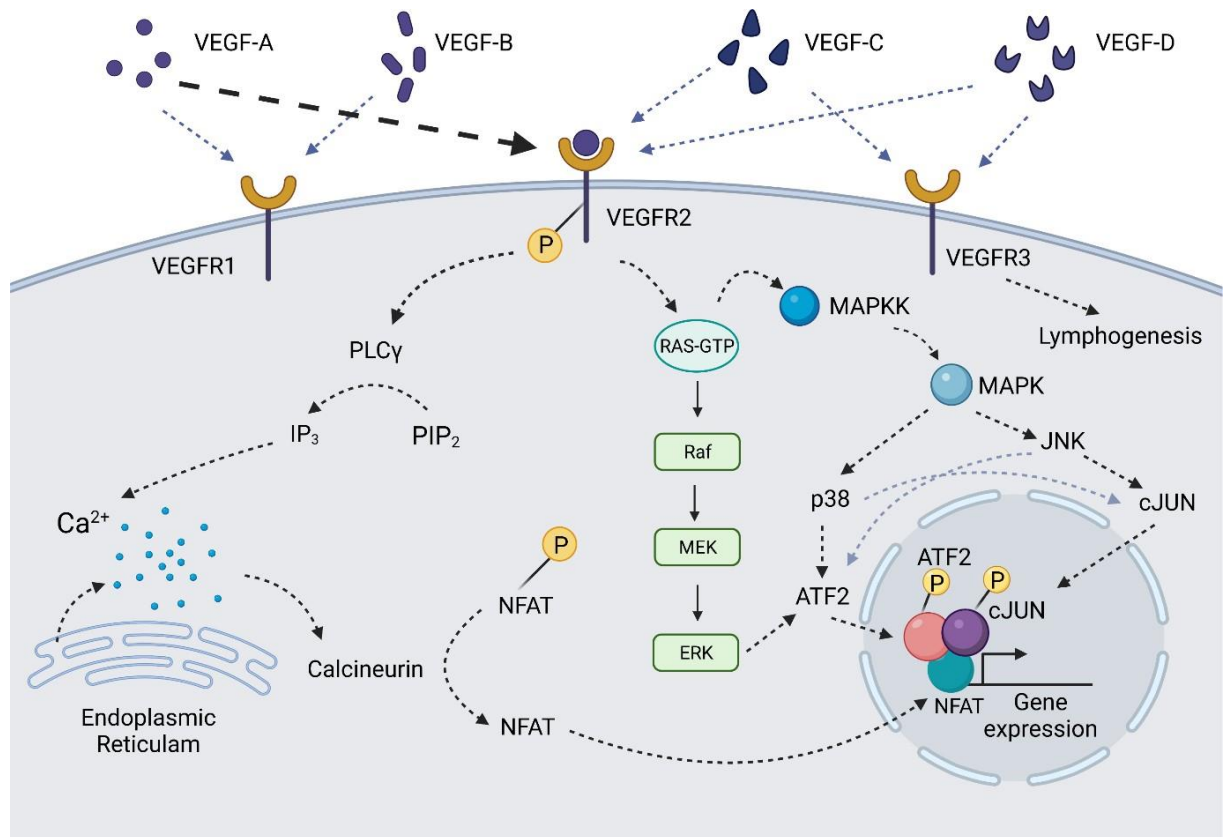 VEGF-A
VEGF-B
VEGF-C
VEGF-D
VEGFR1
P
VEGFR2
VEGFR3
Lymphogenesis
PLCγ
IP₃
PIP₂
Ca²⁺
Endoplasmic
Reticulam
Calcineurin
P
NFAT
NFAT
RAS-GTP
Raf
MEK
ERK
MAPKK
MAPK
JNK
p38
cJUN
ATF2
ATF2
P
P
cJUN
NFAT
Gene
expression